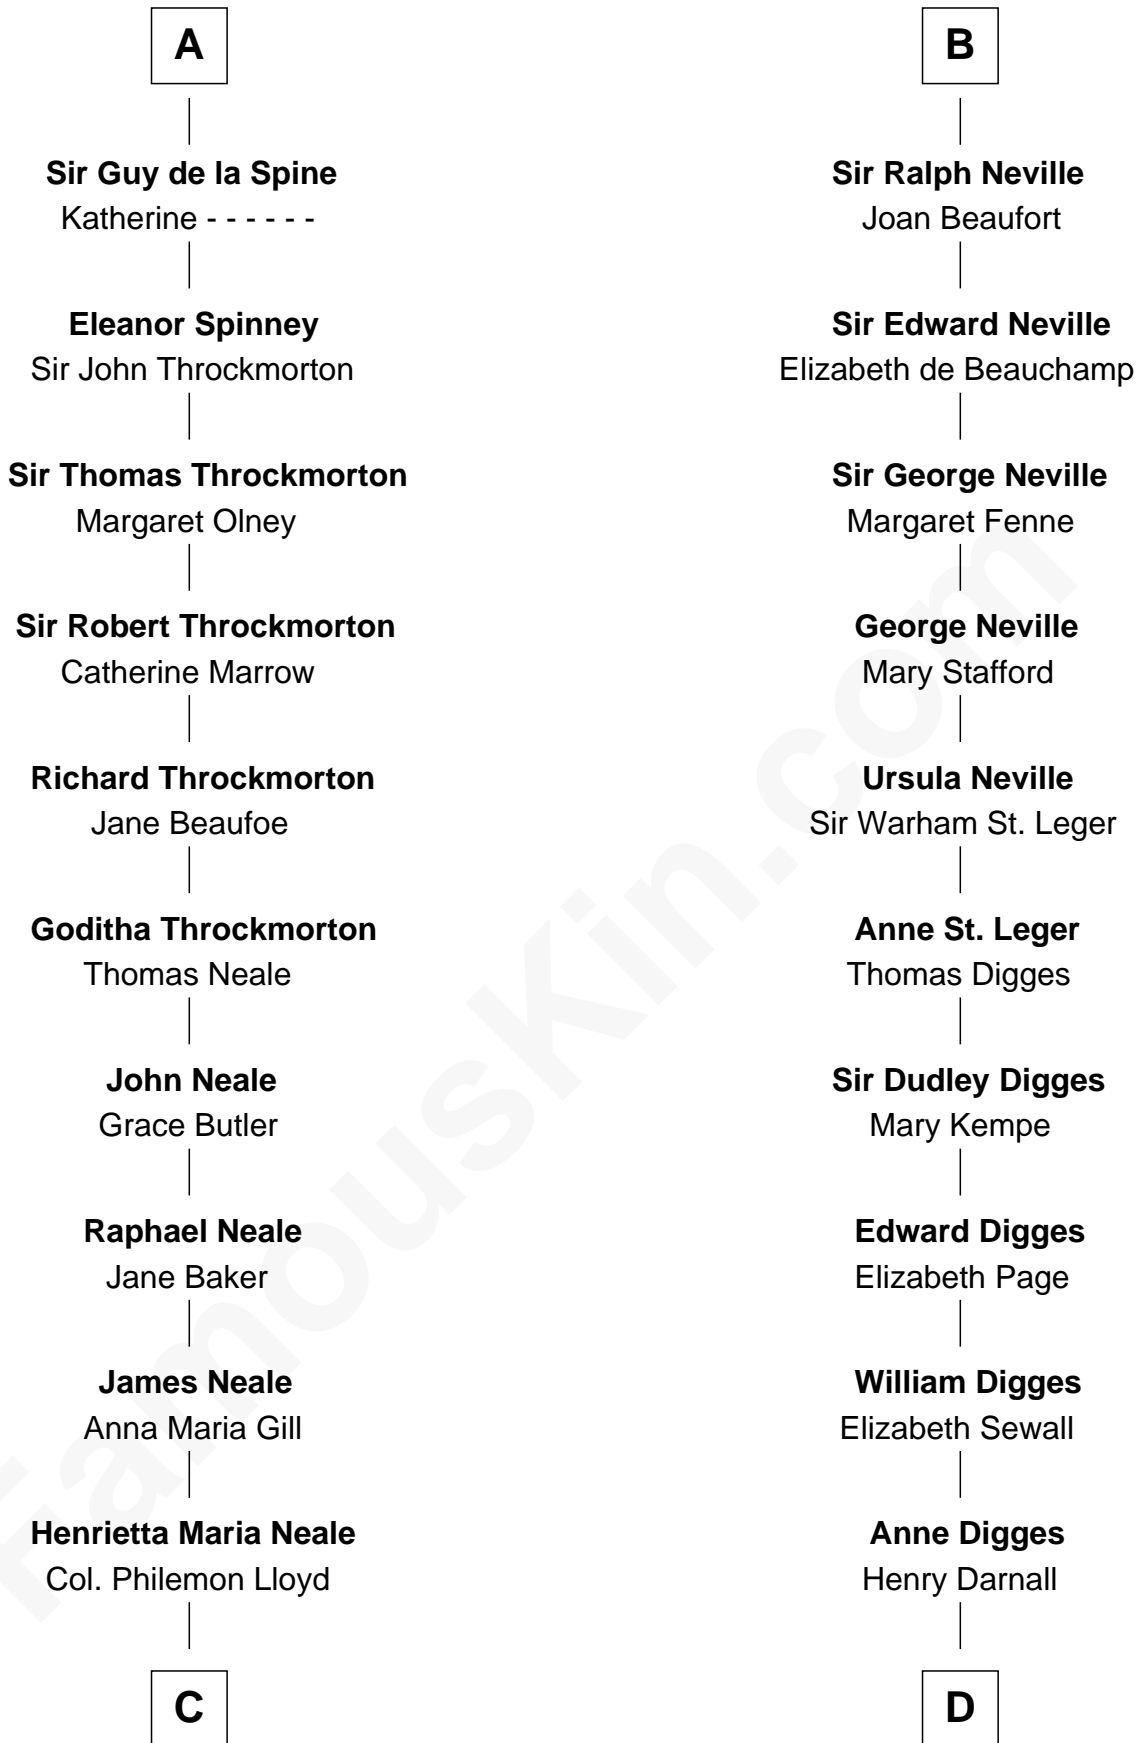 A
Sir Guy de la Spine
Katherine - - - - - -
Eleanor Spinney
Sir John Throckmorton
Sir Thomas Throckmorton
Margaret Olney
Sir Robert Throckmorton
Catherine Marrow
Richard Throckmorton
Jane Beaufoe
Goditha Throckmorton
Thomas Neale
John Neale
Grace Butler
Raphael Neale
Jane Baker
James Neale
Anna Maria Gill
Henrietta Maria Neale
Col. Philemon Lloyd
C
B
Sir Ralph Neville
Joan Beaufort
Sir Edward Neville
Elizabeth de Beauchamp
Sir George Neville
Margaret Fenne
George Neville
Mary Stafford
Ursula Neville
Sir Warham St. Leger
Anne St. Leger
Thomas Digges
Sir Dudley Digges
Mary Kempe
Edward Digges
Elizabeth Page
William Digges
Elizabeth Sewall
Anne Digges
Henry Darnall
D
FamousKin.com